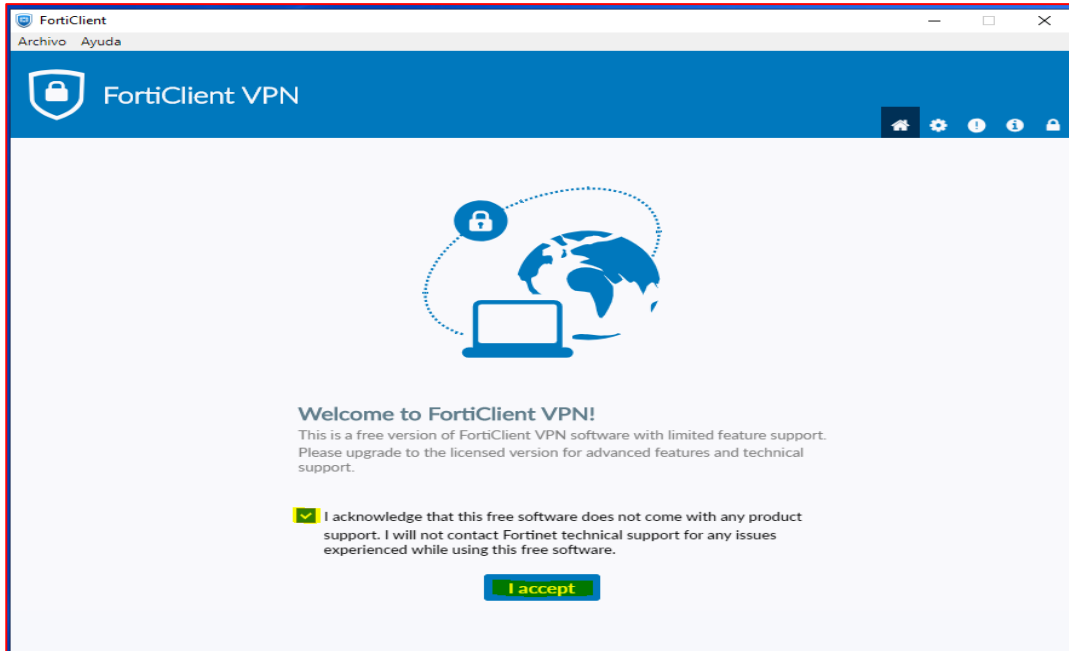 FortiClient
Archivo Ayuda
FortiClient VPN
Welcome to FortiClient VPN!
This is a free version of FortiClient VPN software with limited feature support.
Please upgrade to the licensed version for advanced features and technical
support.
I acknowledge that this free software does not come with any product
support. I will not contact Fortinet technical support for any issues
experienced while using this free software.
I accept